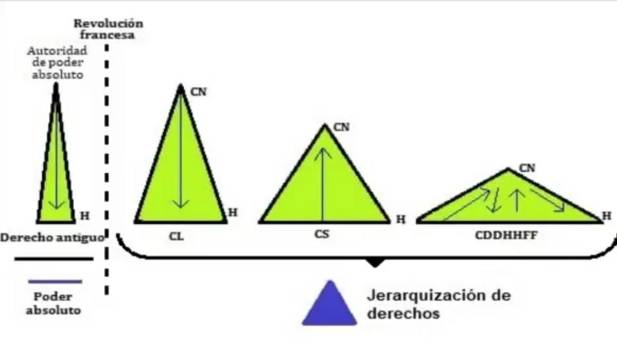 Revolución
francesa
Autoridad
de poder
absoluto
CN
CN
CN
H
H
H
H
Derecho antiguo
CL
CS
CDDHHFF
Poder
absoluto
Jerarquización de
derechos